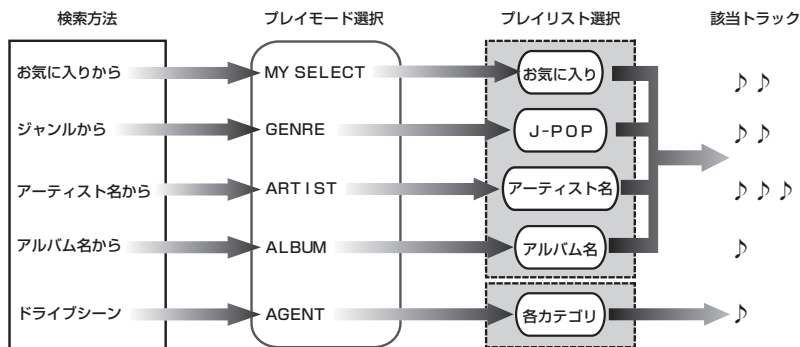 検索方法 プレイモード選択 プレイリスト選択 該当トラック
お気に入りから MY SELECT お気に入り ♪♪
ジャンルから GENRE J-POP ♪♪
アーティスト名から ARTIST アーティスト名 ♪♪♪
アルバム名から ALBUM アルバム名 ♪
ドライブシーン AGENT 各カテゴリ ♪